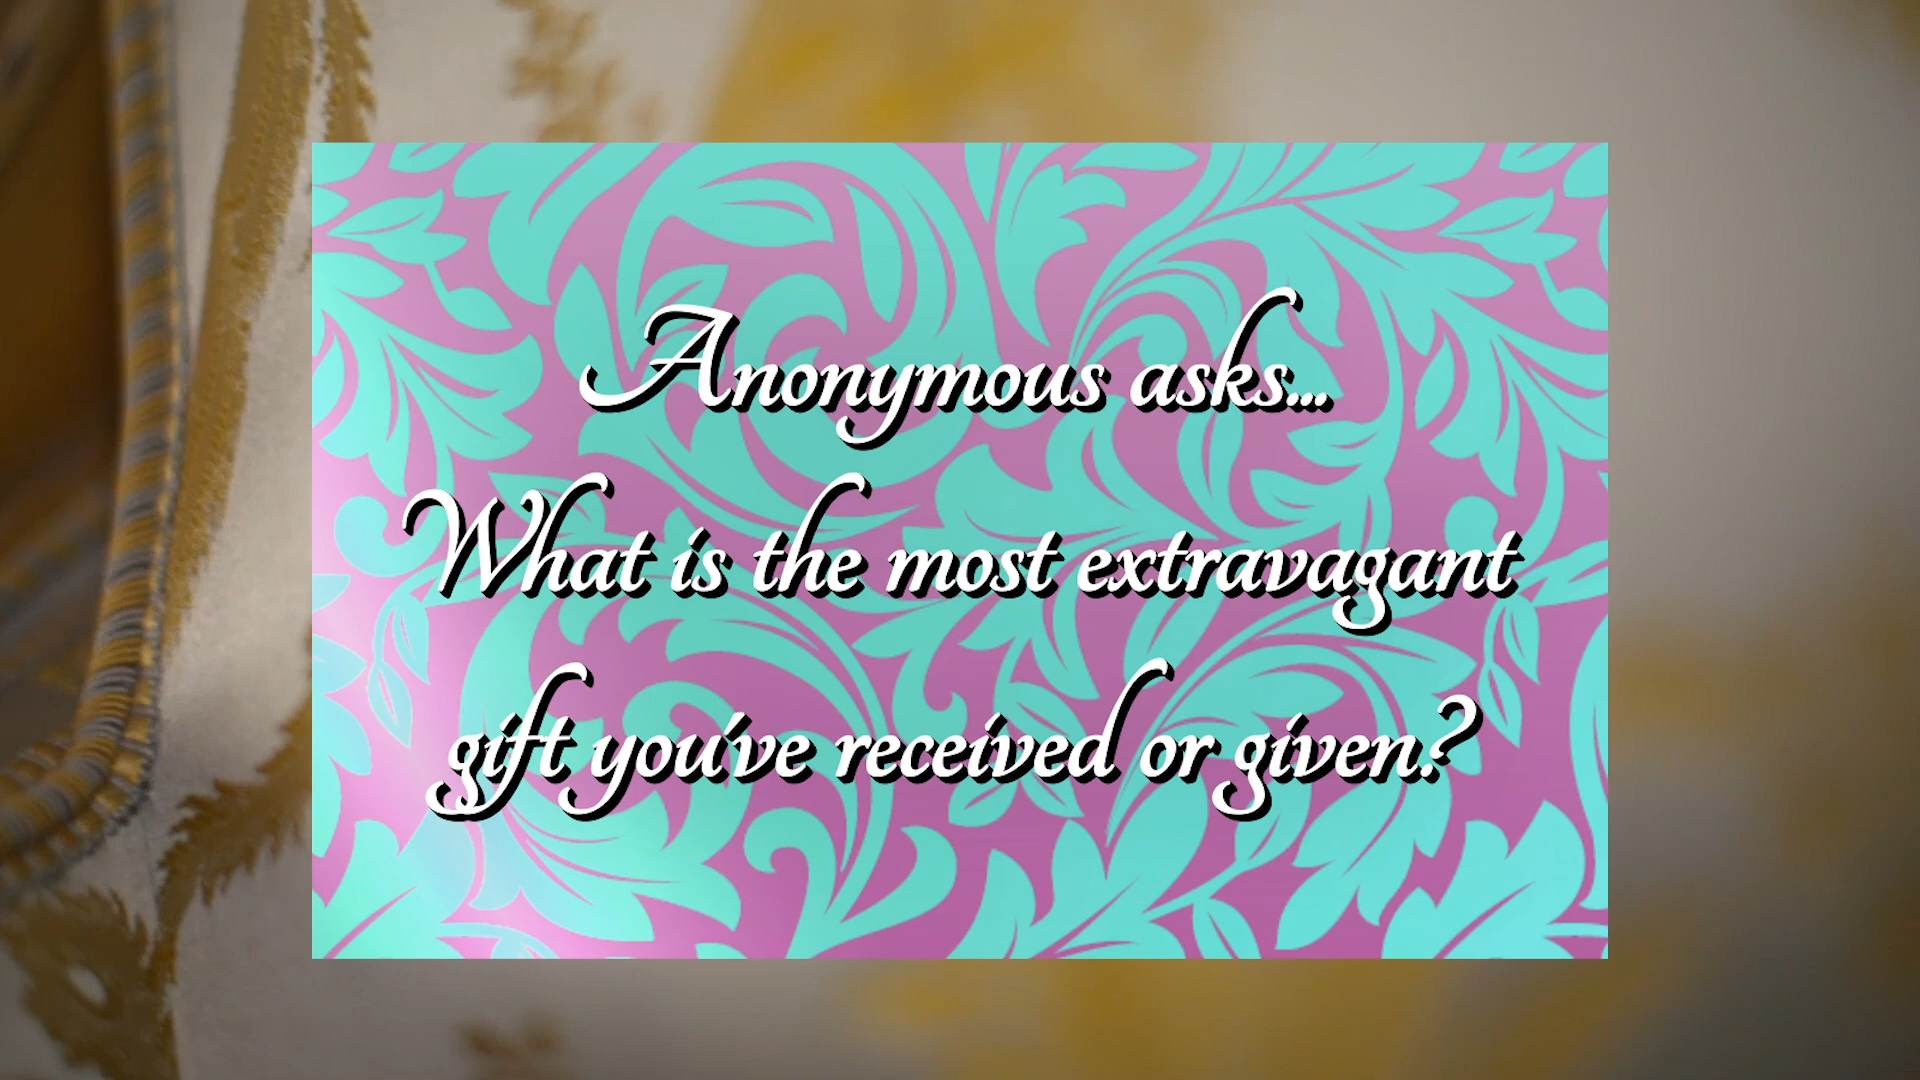 Anonymous asks...
What is the most extravagant
gift you've received or given?